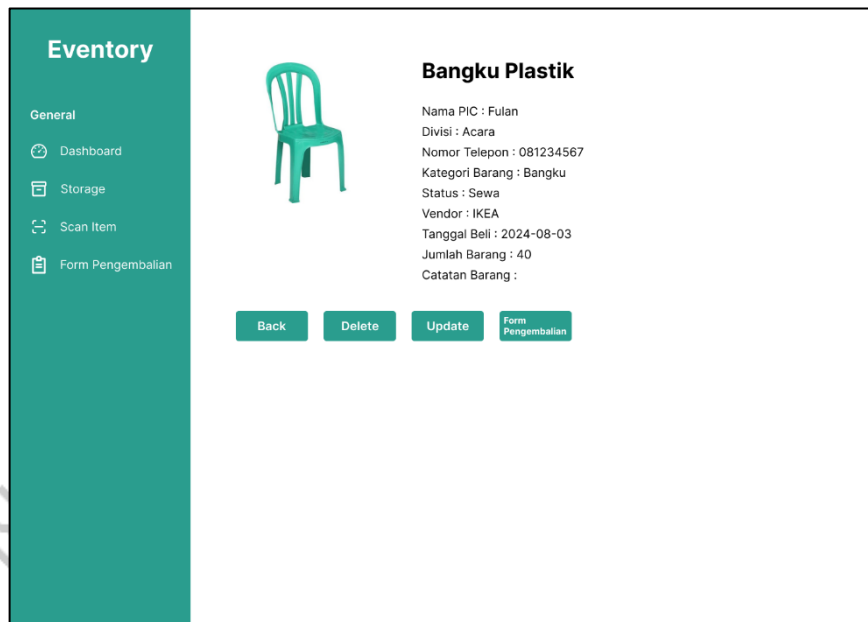 Eventory
General
Dashboard
Storage
Scan Item
Form Pengembalian
Bangku Plastik
Nama PIC : Fulan
Divisi : Acara
Nomor Telepon : 081234567
Kategori Barang : Bangku
Status : Sewa
Vendor : IKEA
Tanggal Beli : 2024-08-03
Jumlah Barang : 40
Catatan Barang :
Back
Delete
Update
Form
Pengembalian